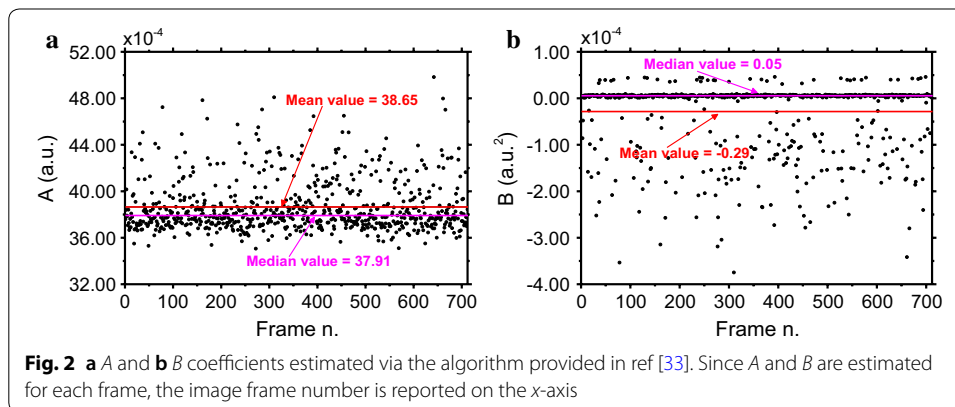 a
x10-4
52.00
48.00
44.00
40.00
36.00
32.00
A (a.u.)
Mean value = 38.65
Median value = 37.91
0 100 200 300 400 500 600 700
Frame n.
b
x10-4
1.00
0.00
-1.00
-2.00
-3.00
-4.00
B (a.u.2)
Median value = 0.05
Mean value = -0.29
0 100 200 300 400 500 600 700
Frame n.
Fig. 2 a A and b B coefficients estimated via the algorithm provided in ref [33]. Since A and B are estimated
for each frame, the image frame number is reported on the x-axis